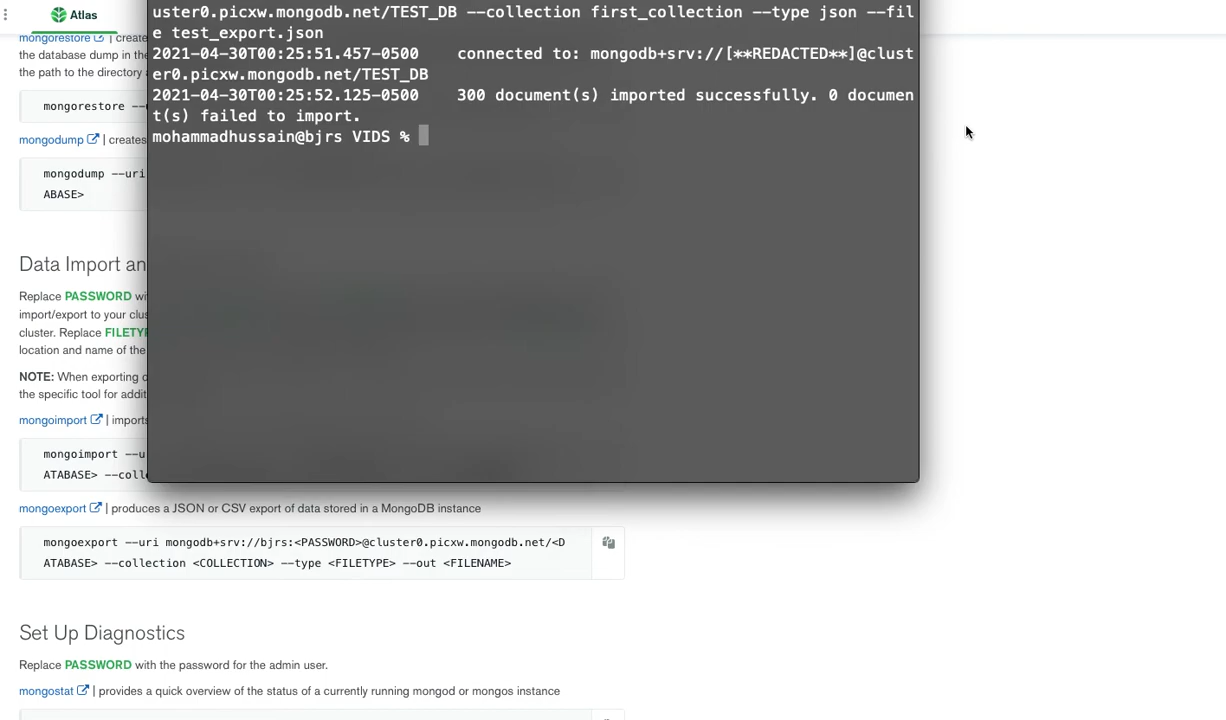 Atlas
uster0.picxw.mongodb.net/TEST_DB --collection first_collection --type json --fil
e test_export.json
2021-04-30T00:25:51.457-0500 connected to: mongodb+srv://[**REDACTED**]@clust
er0.picxw.mongodb.net/TEST_DB
2021-04-30T00:25:52.125-0500 300 document(s) imported successfully. 0 documen
t(s) failed to import.
mohammadhussain@bjrs VIDS %
mongorestore | create
the database dump in the
the path to the directory
mongorestore --u
mongodump | creates
mongodump --uri
ABASE>
Data Import an
Replace PASSWORD wi
import/export to your clus
cluster. Replace FILETYP
location and name of the
NOTE: When exporting
the specific tool for addit
mongoimport | imports
mongoimport --u
ATABASE> --colle
mongoexport | produces a JSON or CSV export of data stored in a MongoDB instance
mongoexport --uri mongodb+srv://bjrs:<PASSWORD>@cluster0.picxw.mongodb.net/<D
ATABASE> --collection <COLLECTION> --type <FILETYPE> --out <FILENAME>
Set Up Diagnostics
Replace PASSWORD with the password for the admin user.
mongostat | provides a quick overview of the status of a currently running mongod or mongos instance